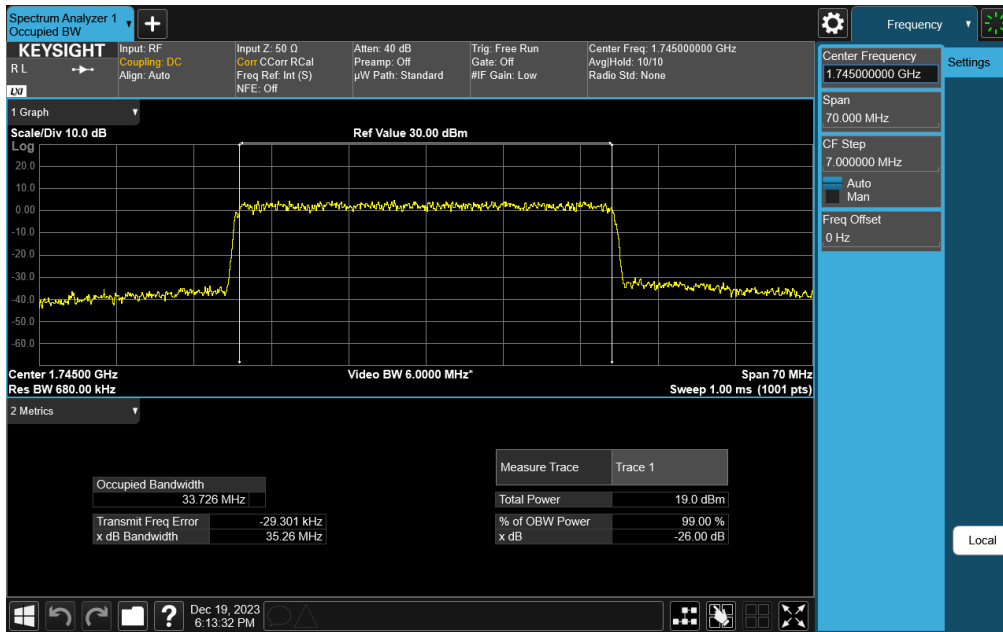 Spectrum Analyzer 1
Occupied BW
+
Frequency
KEYSIGHT
R L
LXI
Input: RF
Coupling: DC
Align: Auto
Input Z: 50 Ω
Corr CCorr RCal
Freq Ref: Int (S)
NFE: Off
Atten: 40 dB
Preamp: Off
µW Path: Standard
Trig: Free Run
Gate: Off
#IF Gain: Low
Center Freq: 1.745000000 GHz
Avg|Hold: 10/10
Radio Std: None
Center Frequency
1.745000000 GHz
Settings
Span
70.000 MHz
CF Step
7.000000 MHz
Auto
Man
Freq Offset
0 Hz
Local
1 Graph
Scale/Div 10.0 dB
Ref Value 30.00 dBm
Log
20.0
10.0
0.00
-10.0
-20.0
-30.0
-40.0
-50.0
-60.0
Center 1.74500 GHz
Video BW 6.0000 MHz*
Span 70 MHz
Res BW 680.00 kHz
Sweep 1.00 ms (1001 pts)
2 Metrics
Measure Trace Trace 1
Occupied Bandwidth
33.726 MHz
Total Power 19.0 dBm
Transmit Freq Error -29.301 kHz
% of OBW Power 99.00 %
x dB Bandwidth 35.26 MHz
x dB -26.00 dB
?
Dec 19, 2023
6:13:32 PM